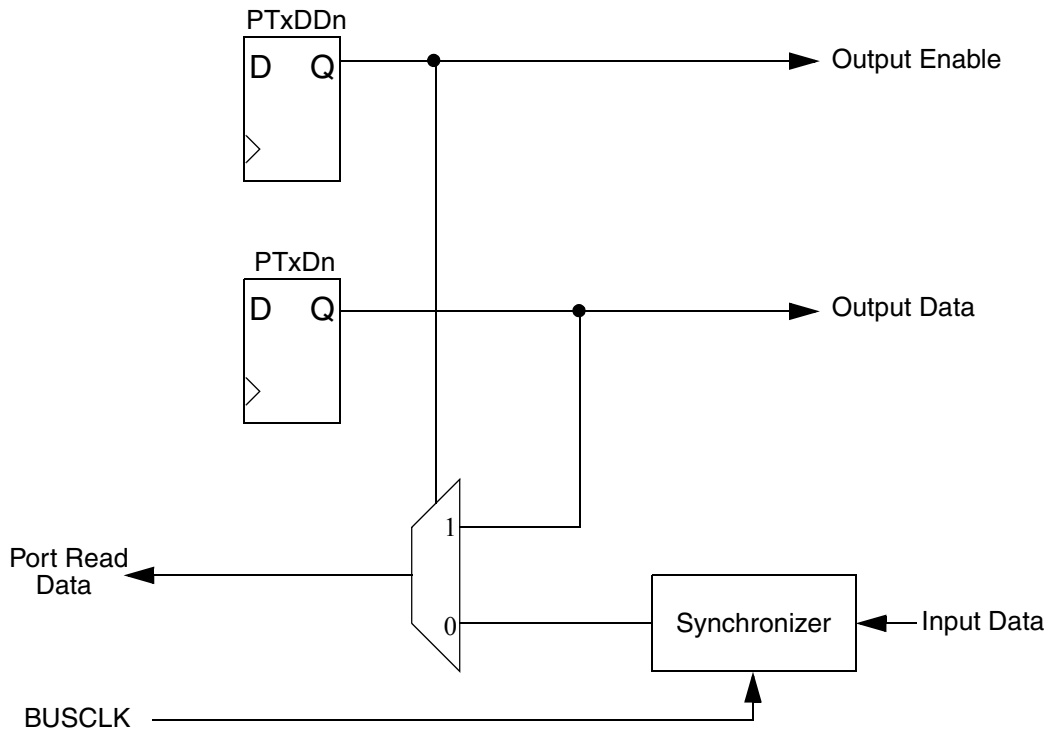 PTxDDn
D Q
Output Enable
PTxDn
D Q
Output Data
1
Port Read
Data
0
Synchronizer
Input Data
BUSCLK